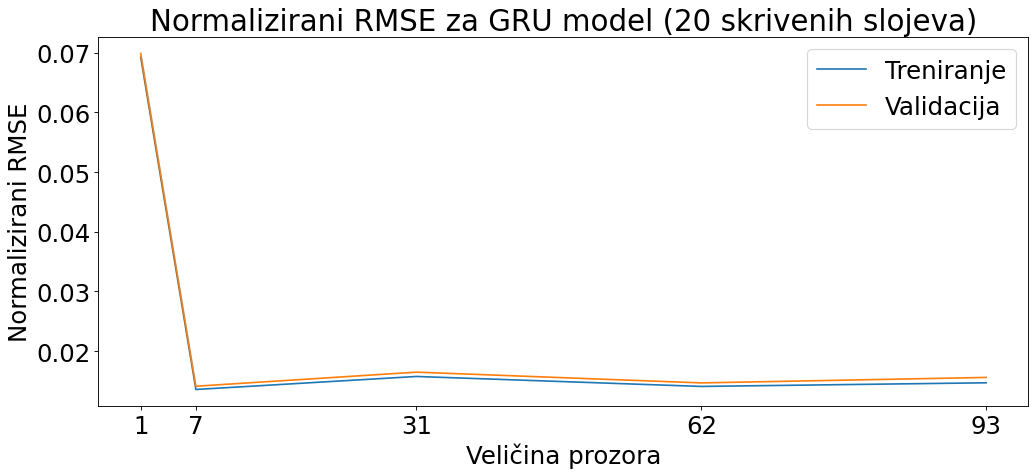 Normalizirani RMSE za GRU model (20 skrivenih slojeva)
Treniranje
Validacija
Normalizirani RMSE
0.07
0.06
0.05
0.04
0.03
0.02
1 7 31 62 93
Veličina prozora